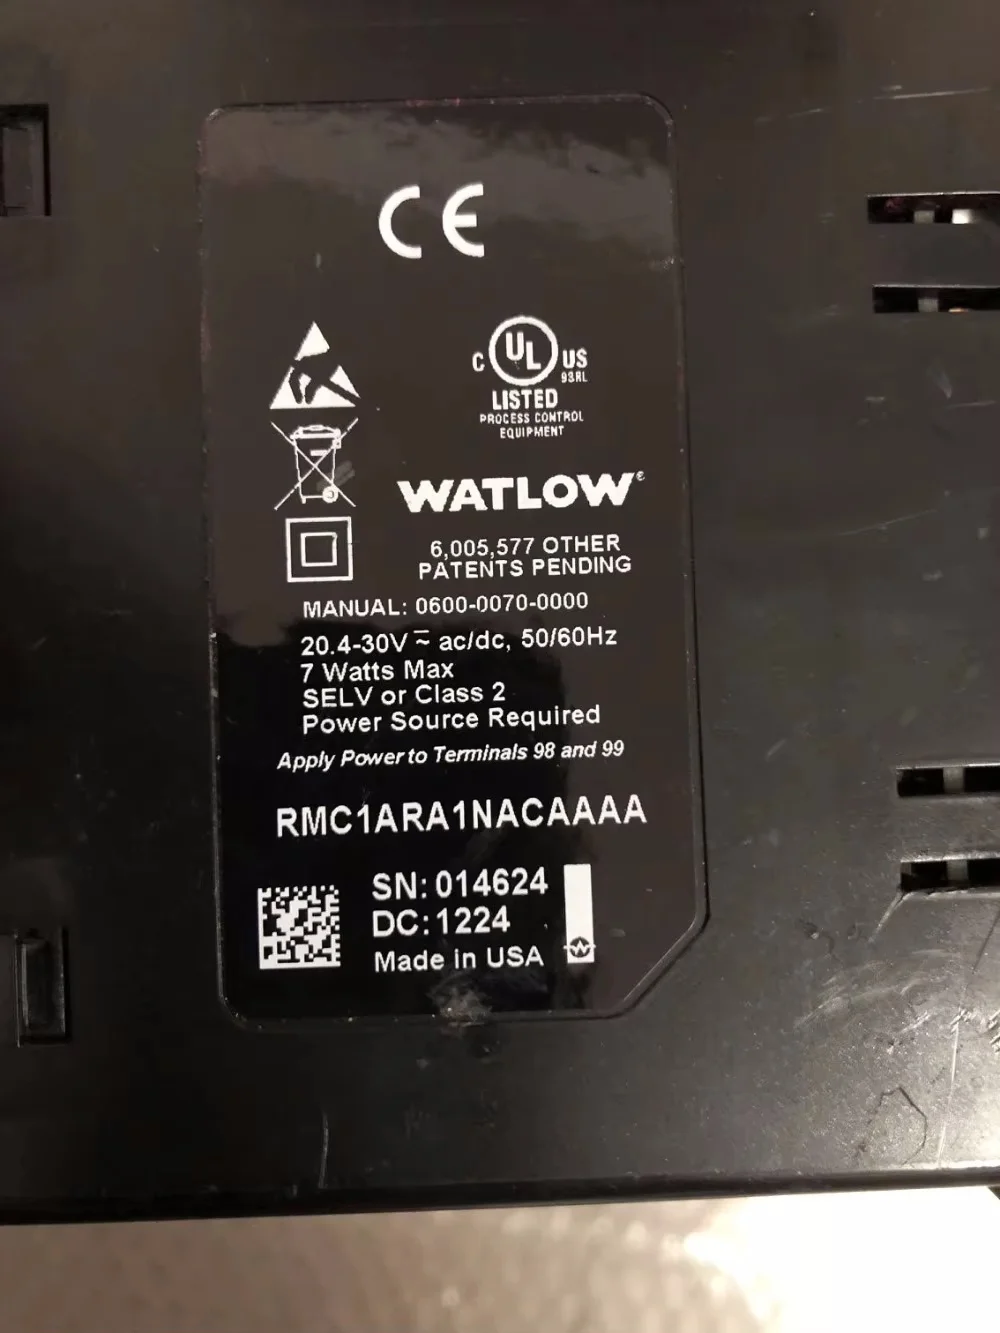 CE
C UL US
93RL
LISTED
PROCESS CONTROL
EQUIPMENT
WATLOW®
6,005,577 OTHER
PATENTS PENDING
MANUAL: 0600-0070-0000
20.4-30V ⎓~ ac/dc, 50/60Hz
7 Watts Max
SELV or Class 2
Power Source Required
Apply Power to Terminals 98 and 99
RMC1ARA1NACAAAA
SN: 014624
DC: 1224
Made in USA
W